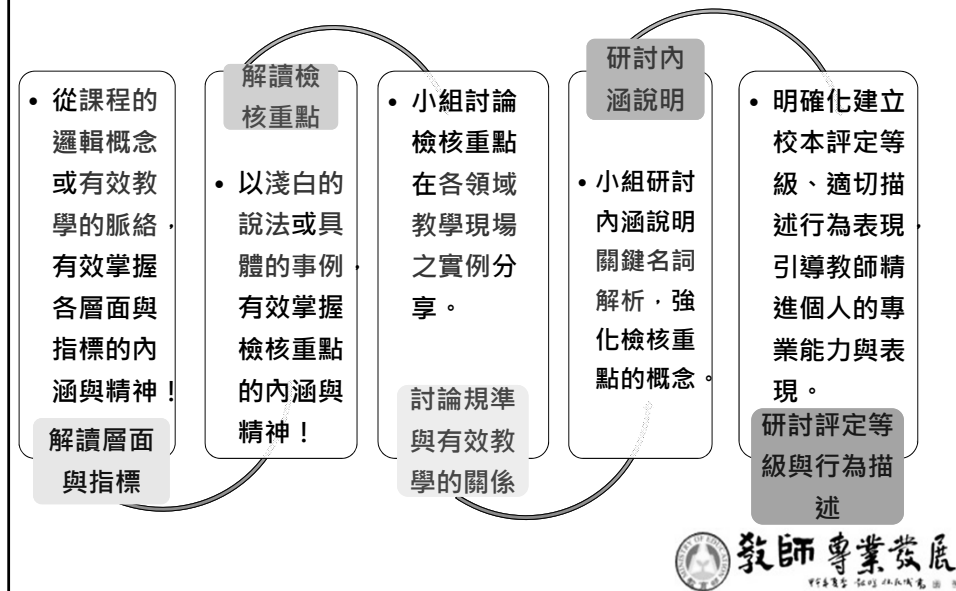 • 從課程的
邏輯概念
或有效教
學的脈絡，
有效掌握
各層面與
指標的內
涵與精神！
解讀層面
與指標
解讀檢
核重點
• 以淺白的
說法或具
體的事例，
有效掌握
檢核重點
的內涵與
精神！
• 小組討論
檢核重點
在各領域
教學現場
之實例分
享。
討論規準
與有效教
學的關係
研討內
涵說明
• 小組研討
內涵說明
關鍵名詞
解析，強
化檢核重
點的概念。
• 明確化建立
校本評定等
級、適切描
述行為表現，
引導教師精
進個人的專
業能力與表
現。
研討評定等
級與行為描
述
MINISTRY OF EDUCATION
教師專業發展